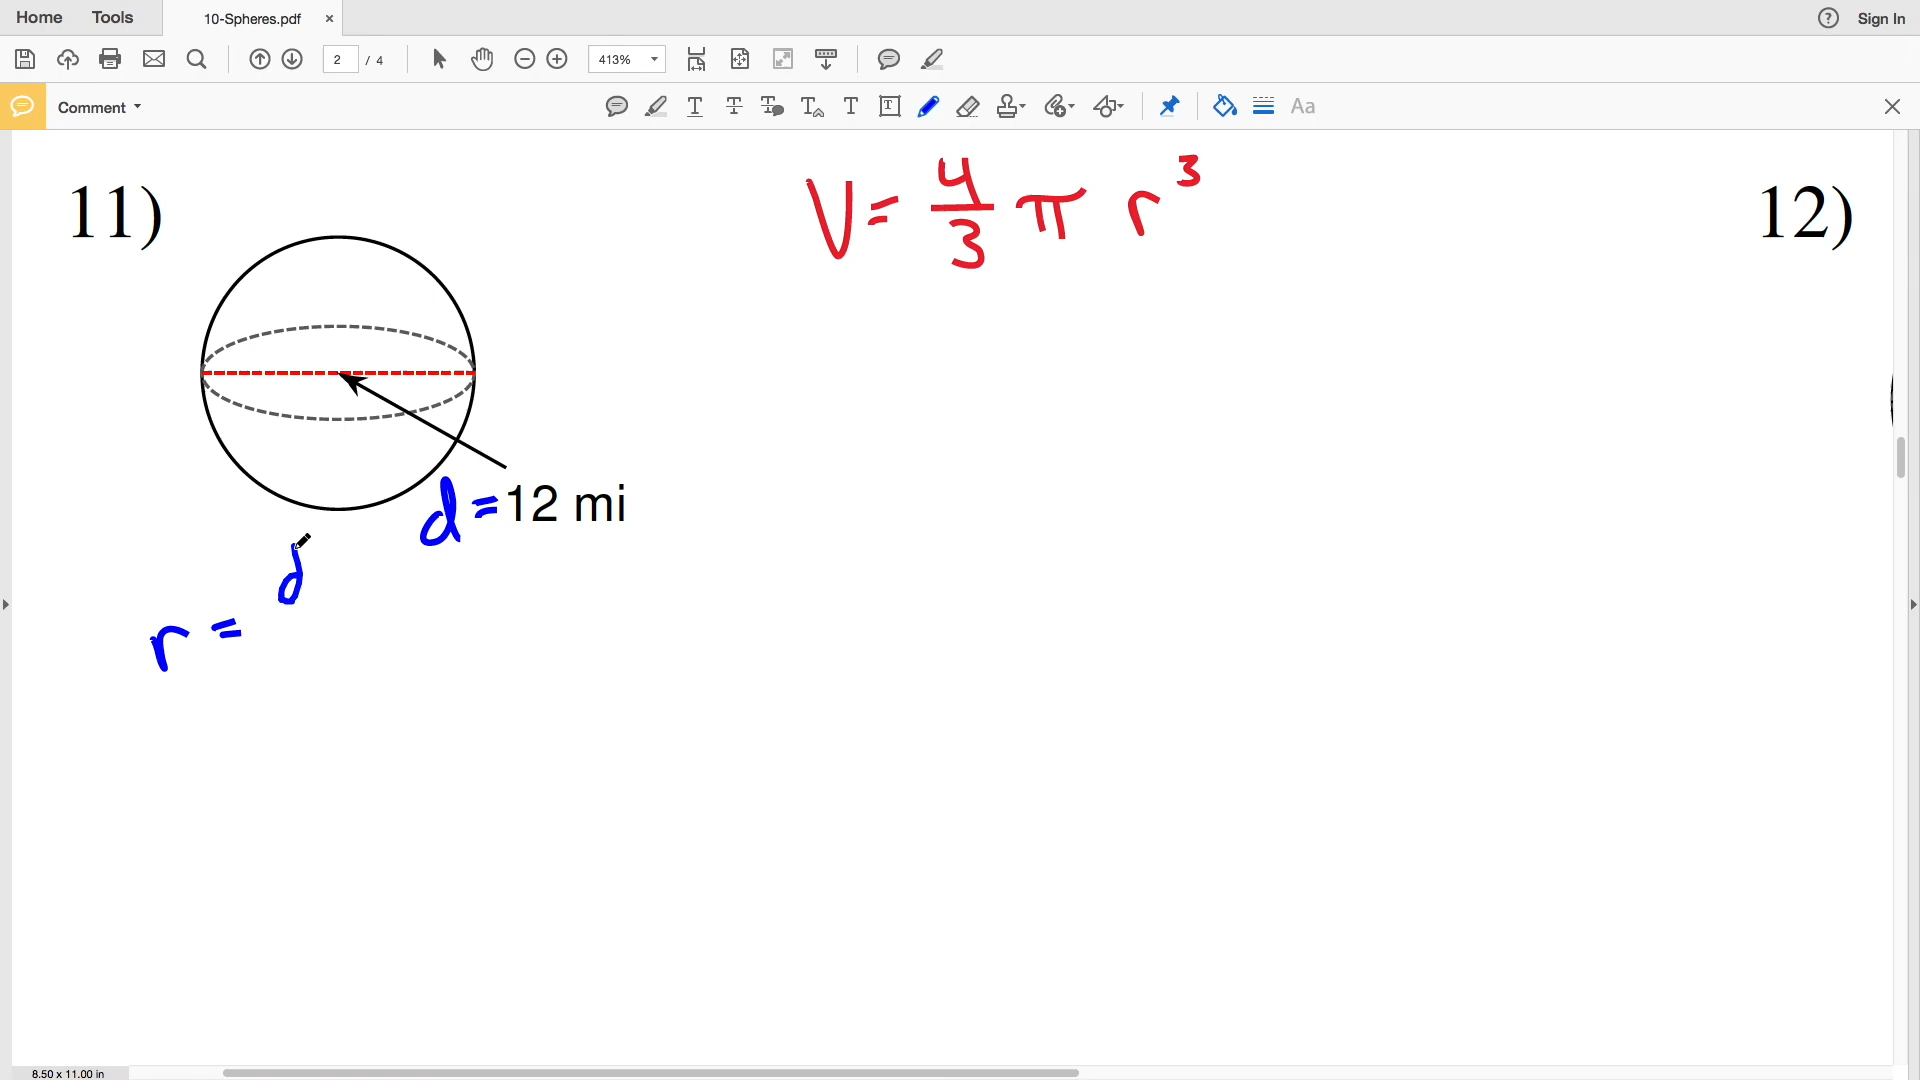 Home Tools 10-Spheres.pdf × ? Sign In
2 / 4 413%
Comment Aa
11) V = 4/3 π r³ 12)
d = 12 mi
d
r =
8.50 x 11.00 in